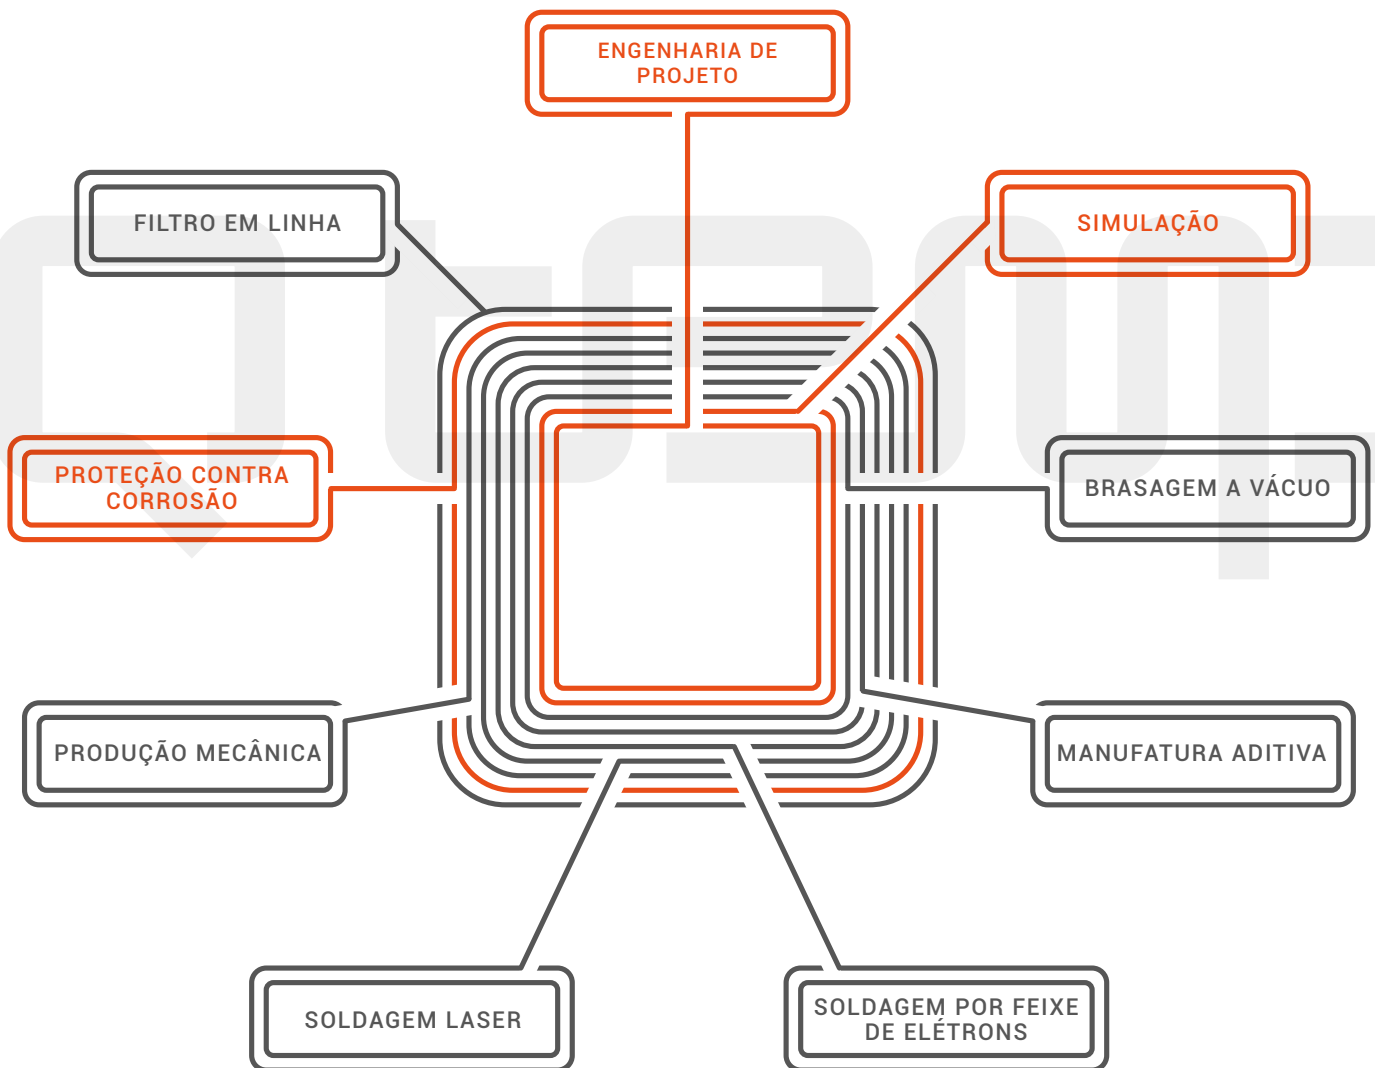 ENGENHARIA DE
PROJETO
FILTRO EM LINHA
SIMULAÇÃO
PROTEÇÃO CONTRA
CORROSÃO
BRASAGEM A VÁCUO
PRODUÇÃO MECÂNICA
MANUFATURA ADITIVA
SOLDAGEM LASER
SOLDAGEM POR FEIXE
DE ELÉTRONS